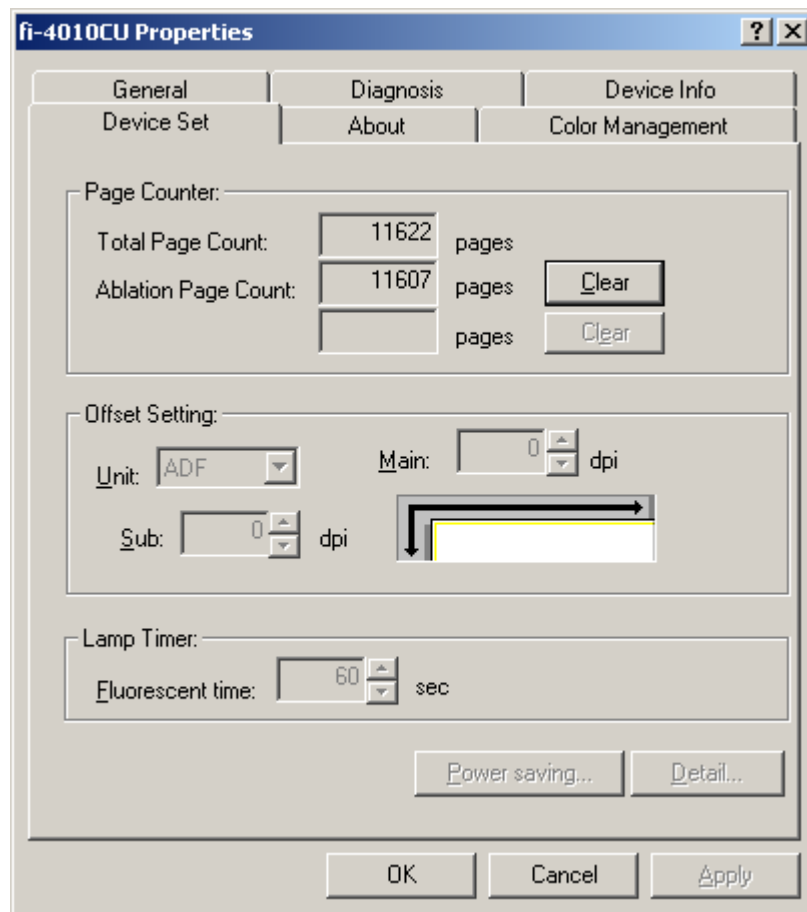 fi-4010CU Properties
General Diagnosis Device Info
Device Set About Color Management
Page Counter:
Total Page Count: 11622 pages
Ablation Page Count: 11607 pages Clear
pages Clear
Offset Setting:
Unit: ADF Main: 0 dpi
Sub: 0 dpi
Lamp Timer:
Fluorescent time: 60 sec
Power saving... Detail...
OK Cancel Apply